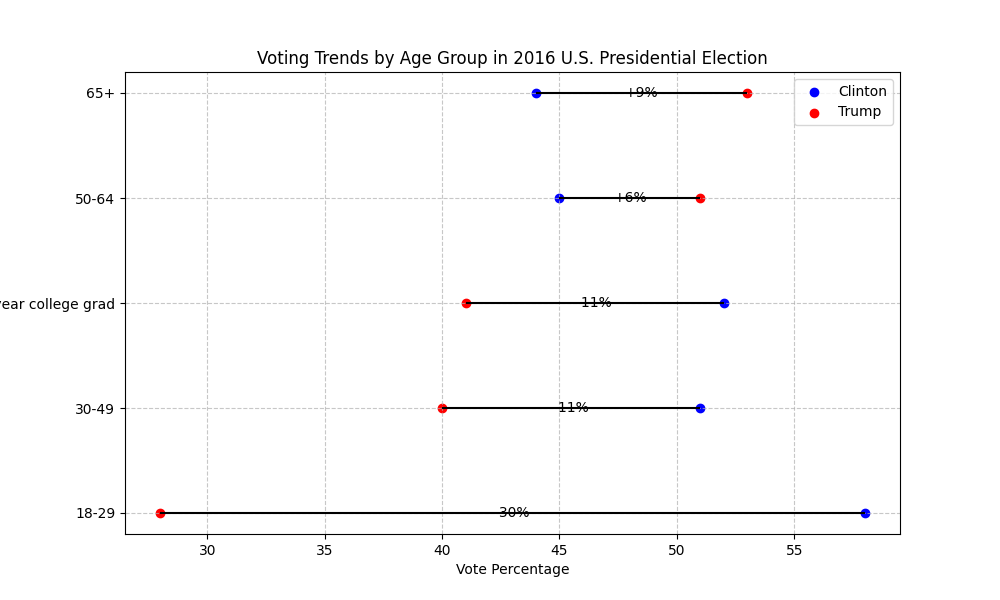 Voting Trends by Age Group in 2016 U.S. Presidential Election
65+
+9%
Clinton
Trump
50-64
+6%
year college grad
-11%
30-49
-11%
18-29
-30%
30 35 40 45 50 55
Vote Percentage